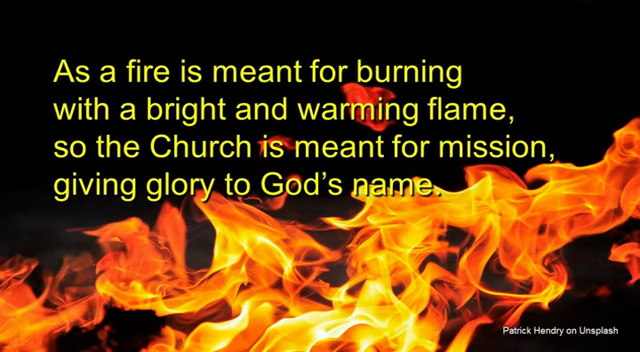 As a fire is meant for burning
with a bright and warming flame,
so the Church is meant for mission,
giving glory to God’s name.
Patrick Hendry on Unsplash